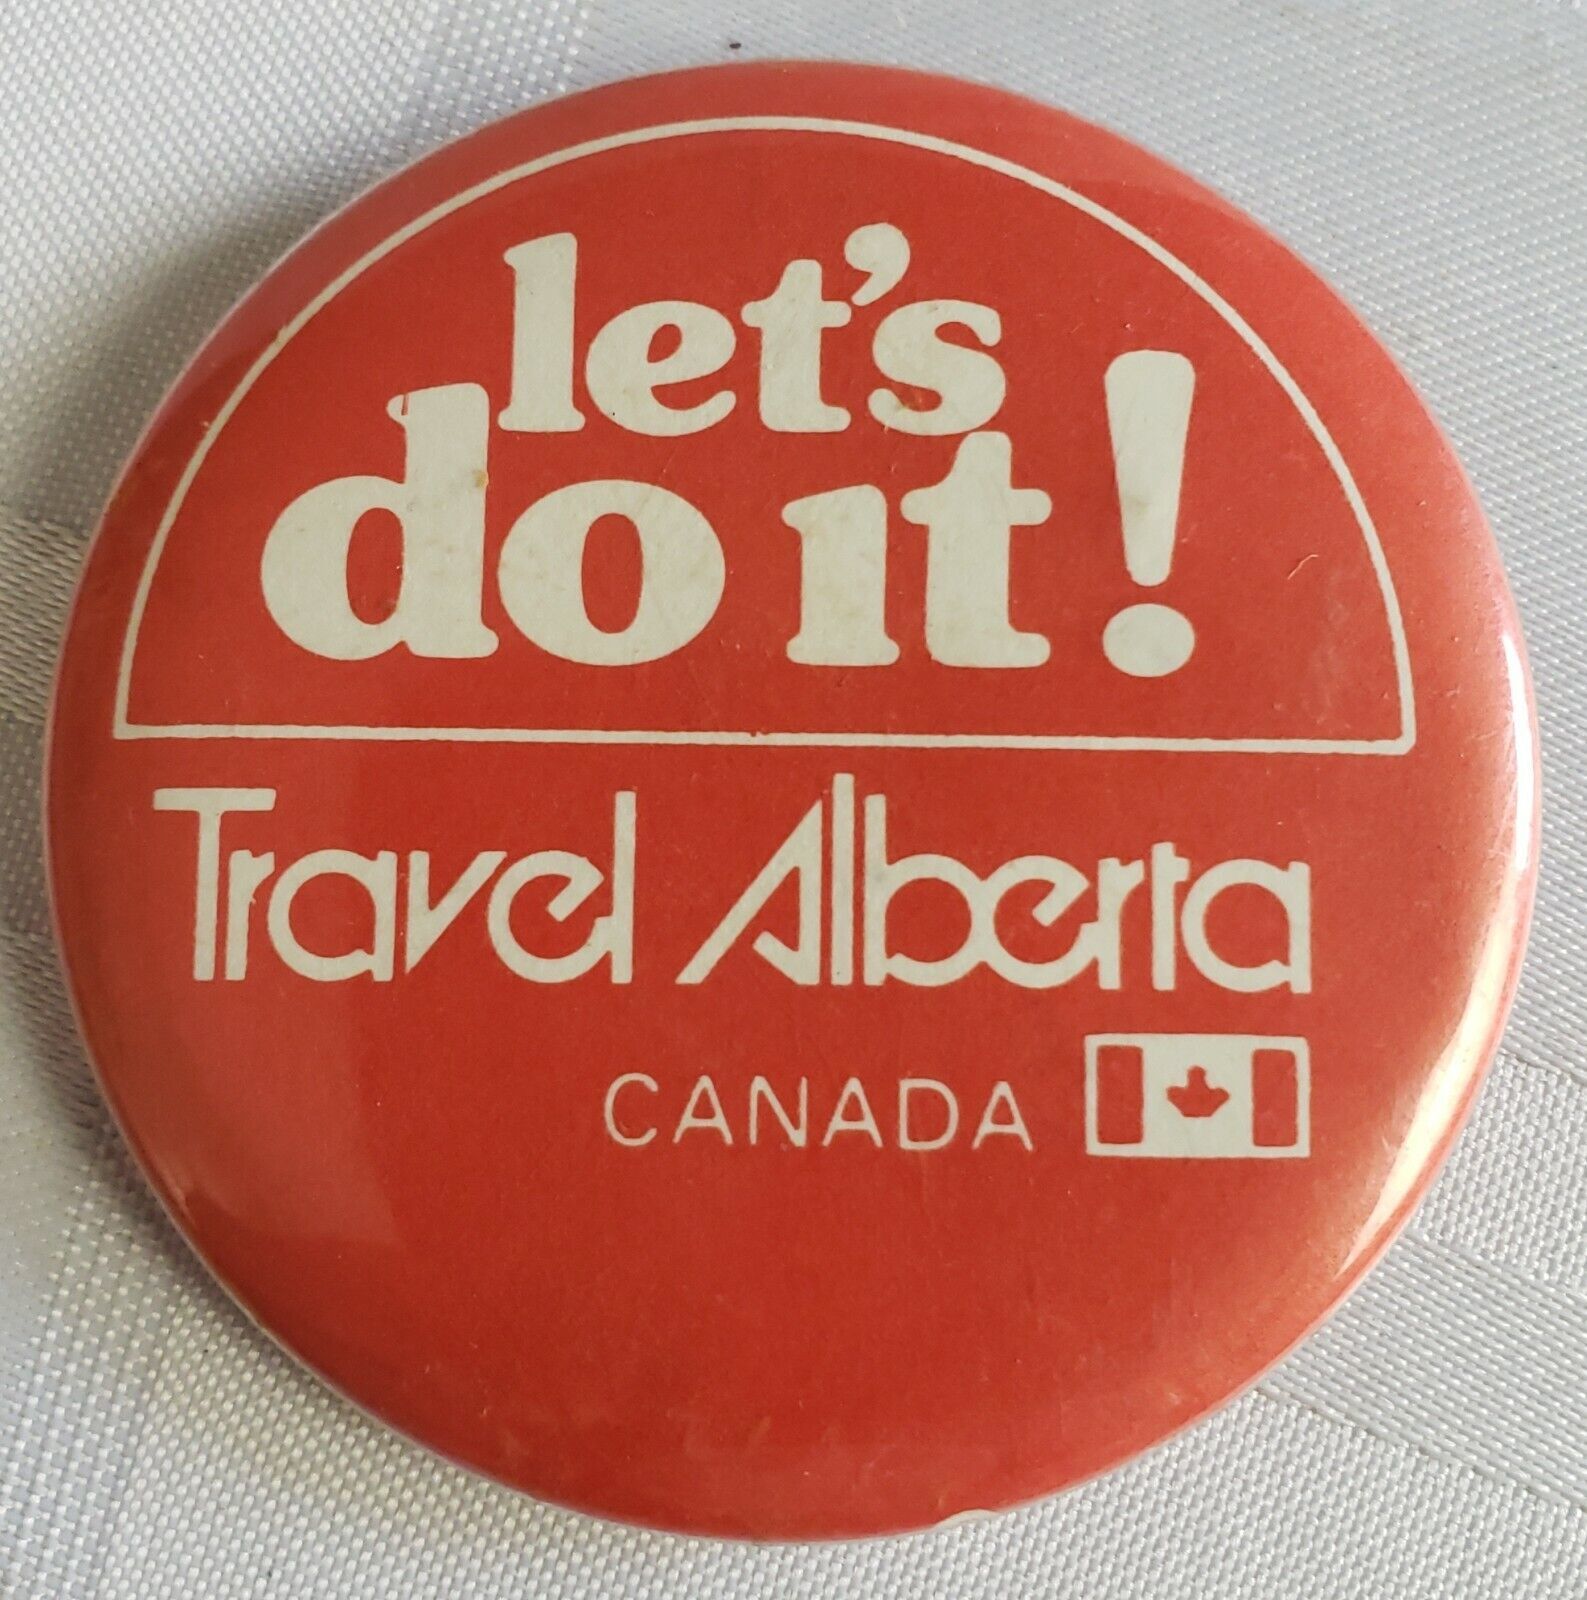 let's
do it!
Travel Alberta
CANADA